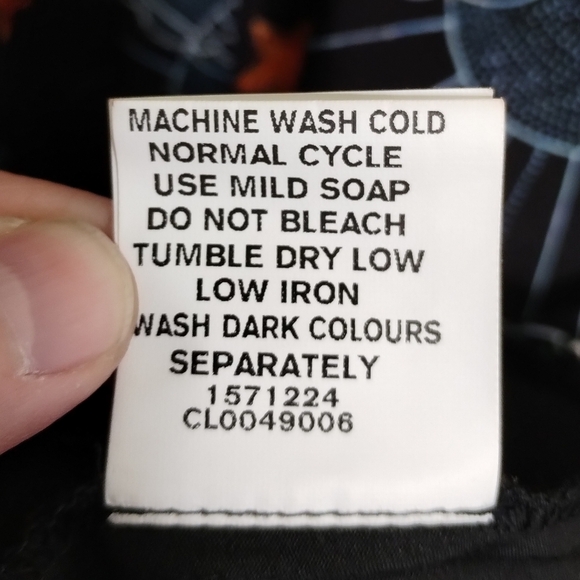 MACHINE WASH COLD
NORMAL CYCLE
USE MILD SOAP
DO NOT BLEACH
TUMBLE DRY LOW
LOW IRON
WASH DARK COLOURS
SEPARATELY
1571224
CL0049006